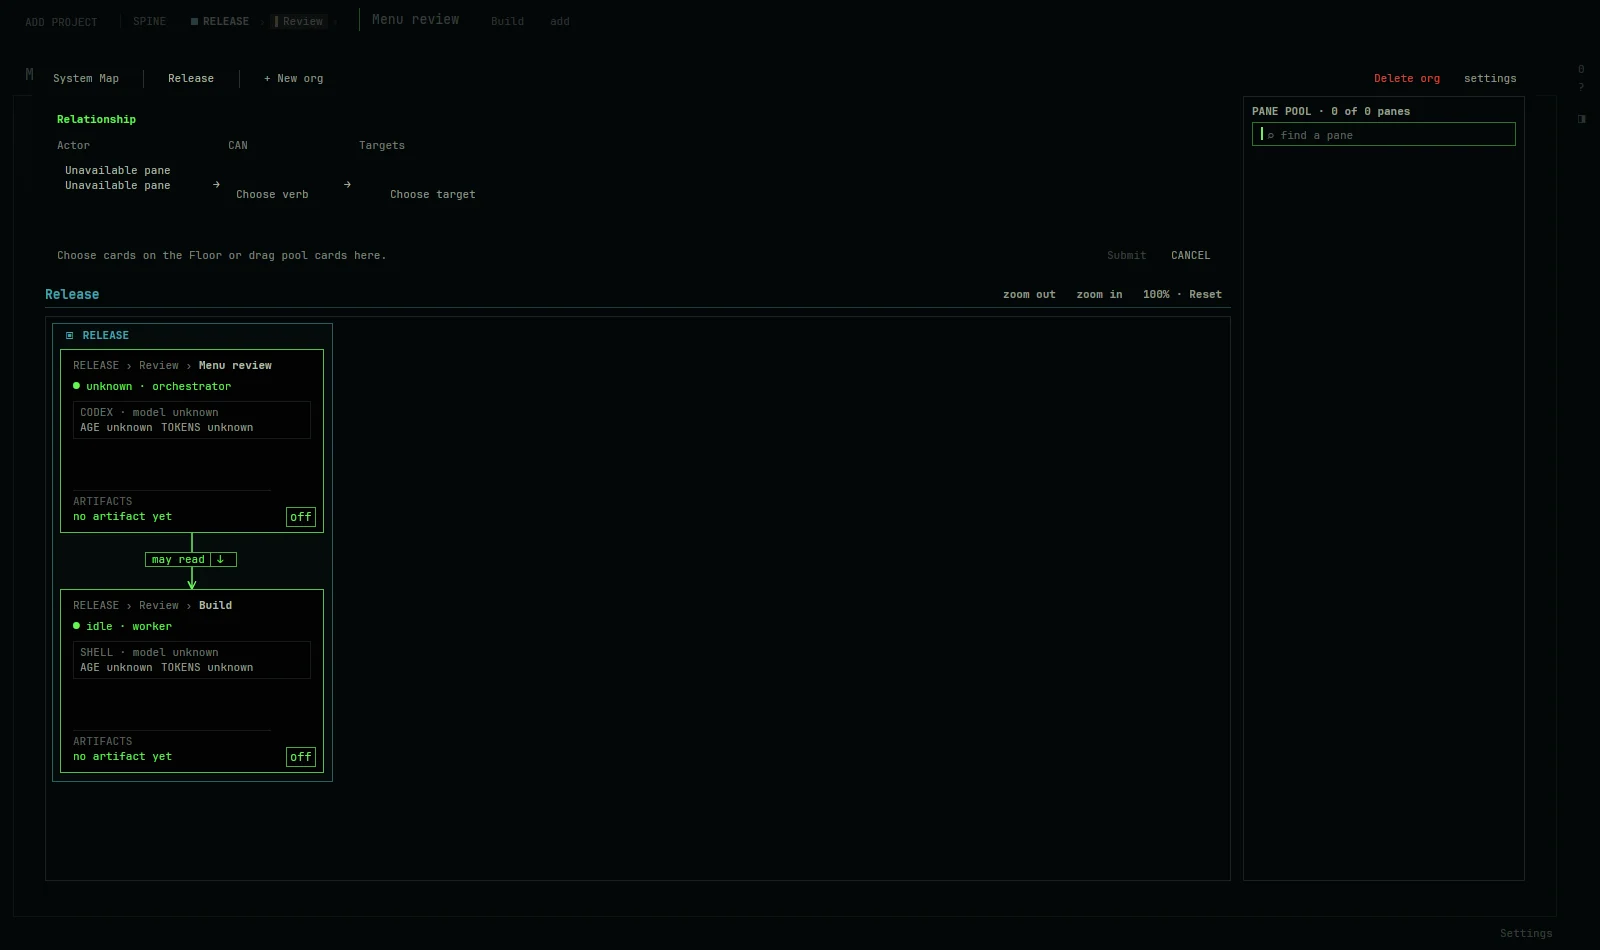 ADD PROJECT SPINE RELEASE › Review › Menu review Build add
M System Map Release + New org Delete org settings 0
?
Relationship
Actor CAN Targets
Unavailable pane
Unavailable pane → Choose verb → Choose target
Choose cards on the Floor or drag pool cards here. Submit CANCEL
PANE POOL · 0 of 0 panes
⌕ find a pane
Release zoom out zoom in 100% · Reset
RELEASE
RELEASE › Review › Menu review
unknown · orchestrator
CODEX · model unknown
AGE unknown TOKENS unknown
ARTIFACTS
no artifact yet off
may read ↓
RELEASE › Review › Build
idle · worker
SHELL · model unknown
AGE unknown TOKENS unknown
ARTIFACTS
no artifact yet off
Settings